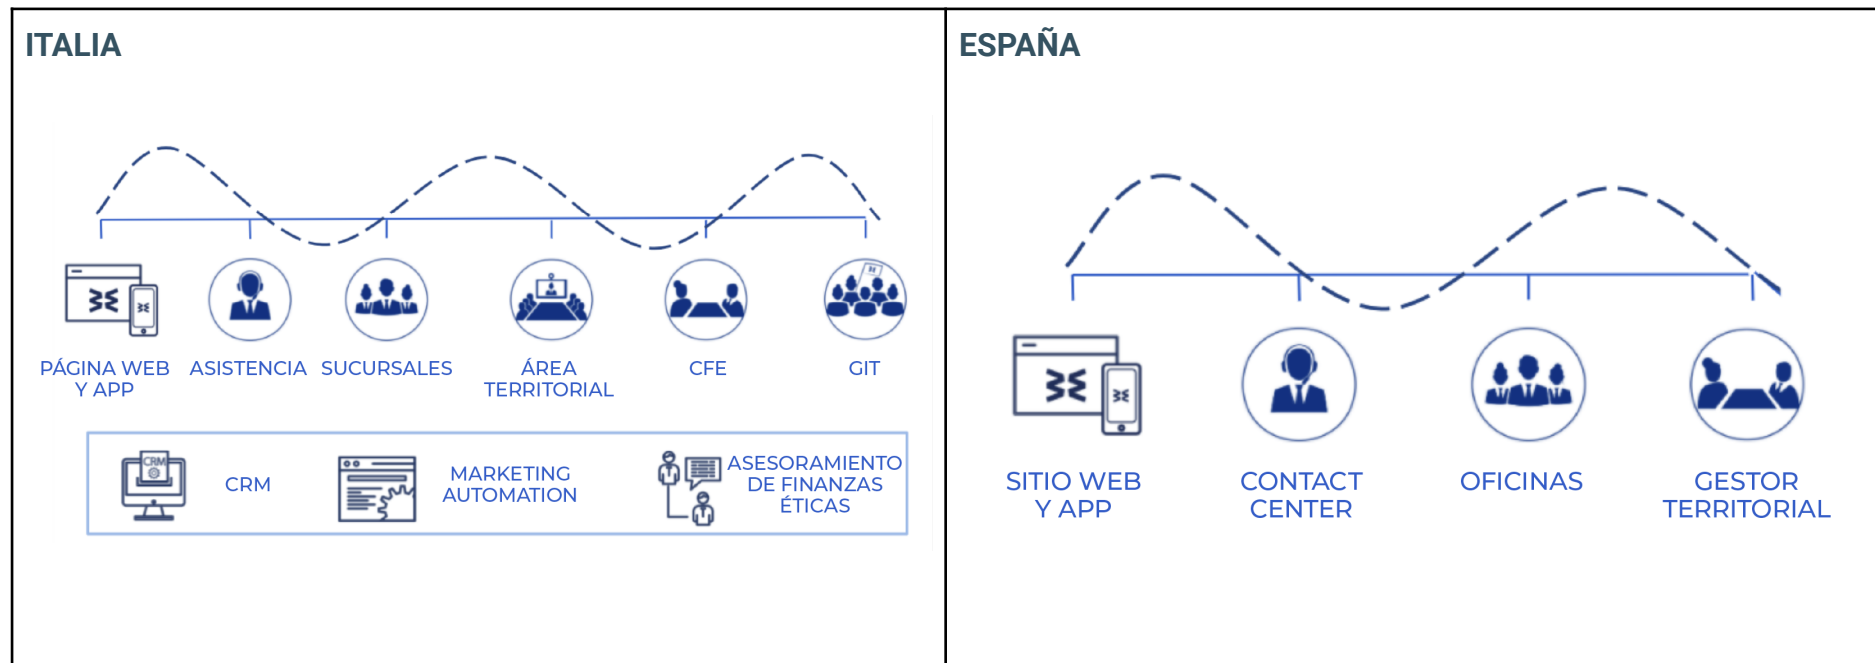 ITALIA
PÁGINA WEB
Y APP
ASISTENCIA
SUCURSALES
ÁREA
TERRITORIAL
CFE
GIT
CRM
CRM
MARKETING
AUTOMATION
ASESORAMIENTO
DE FINANZAS
ÉTICAS
ESPAÑA
SITIO WEB
Y APP
CONTACT
CENTER
OFICINAS
GESTOR
TERRITORIAL